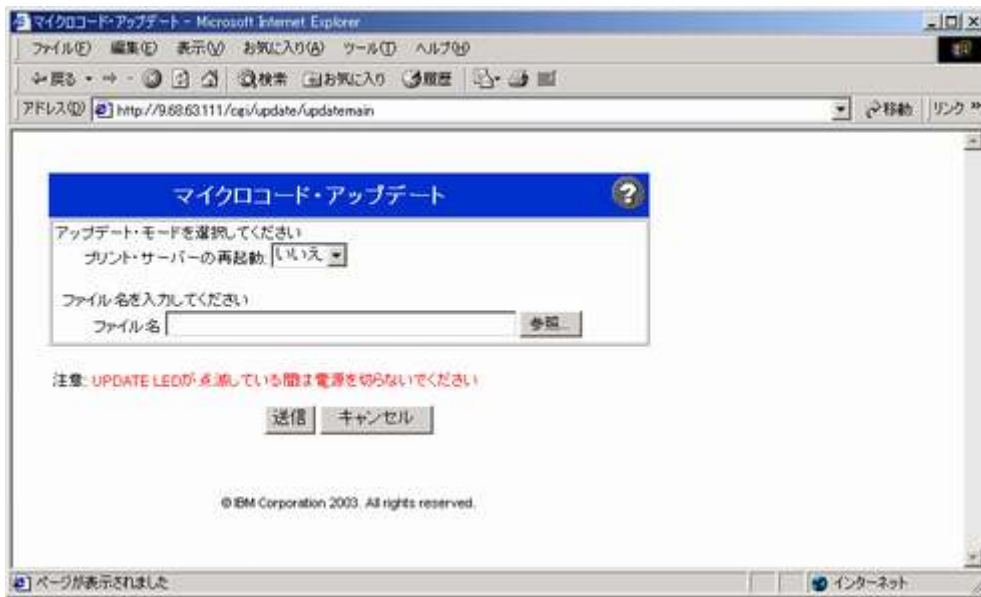 マイクロコード・アップデート - Microsoft Internet Explorer
ファイル(F) 編集(E) 表示(V) お気に入り(A) ツール(T) ヘルプ(H)
戻る 検索 お気に入り 履歴
アドレス(D) http://9.68.63.111/cgi/update/updatemain 移動 リンク »
マイクロコード・アップデート ?
アップデート・モードを選択してください
プリント・サーバーの再起動: いいえ
ファイル名を入力してください
ファイル名 参照...
注意: UPDATE LEDが点滅している間は電源を切らないでください
送信 キャンセル
© IBM Corporation 2003. All rights reserved.
ページが表示されました インターネット